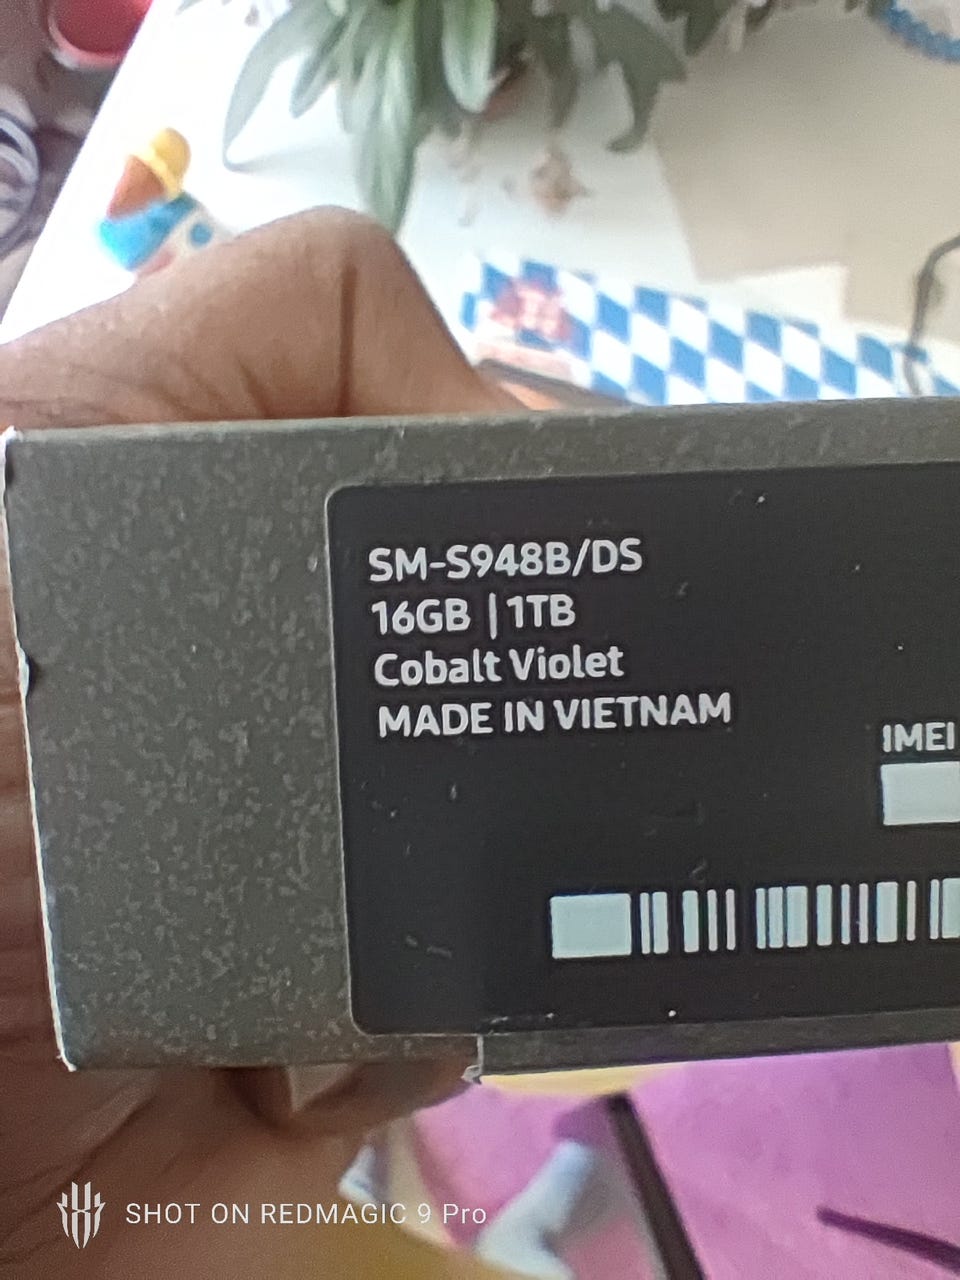 SM-S948B/DS
16GB | 1TB
Cobalt Violet
MADE IN VIETNAM
IMEI
SHOT ON REDMAGIC 9 Pro